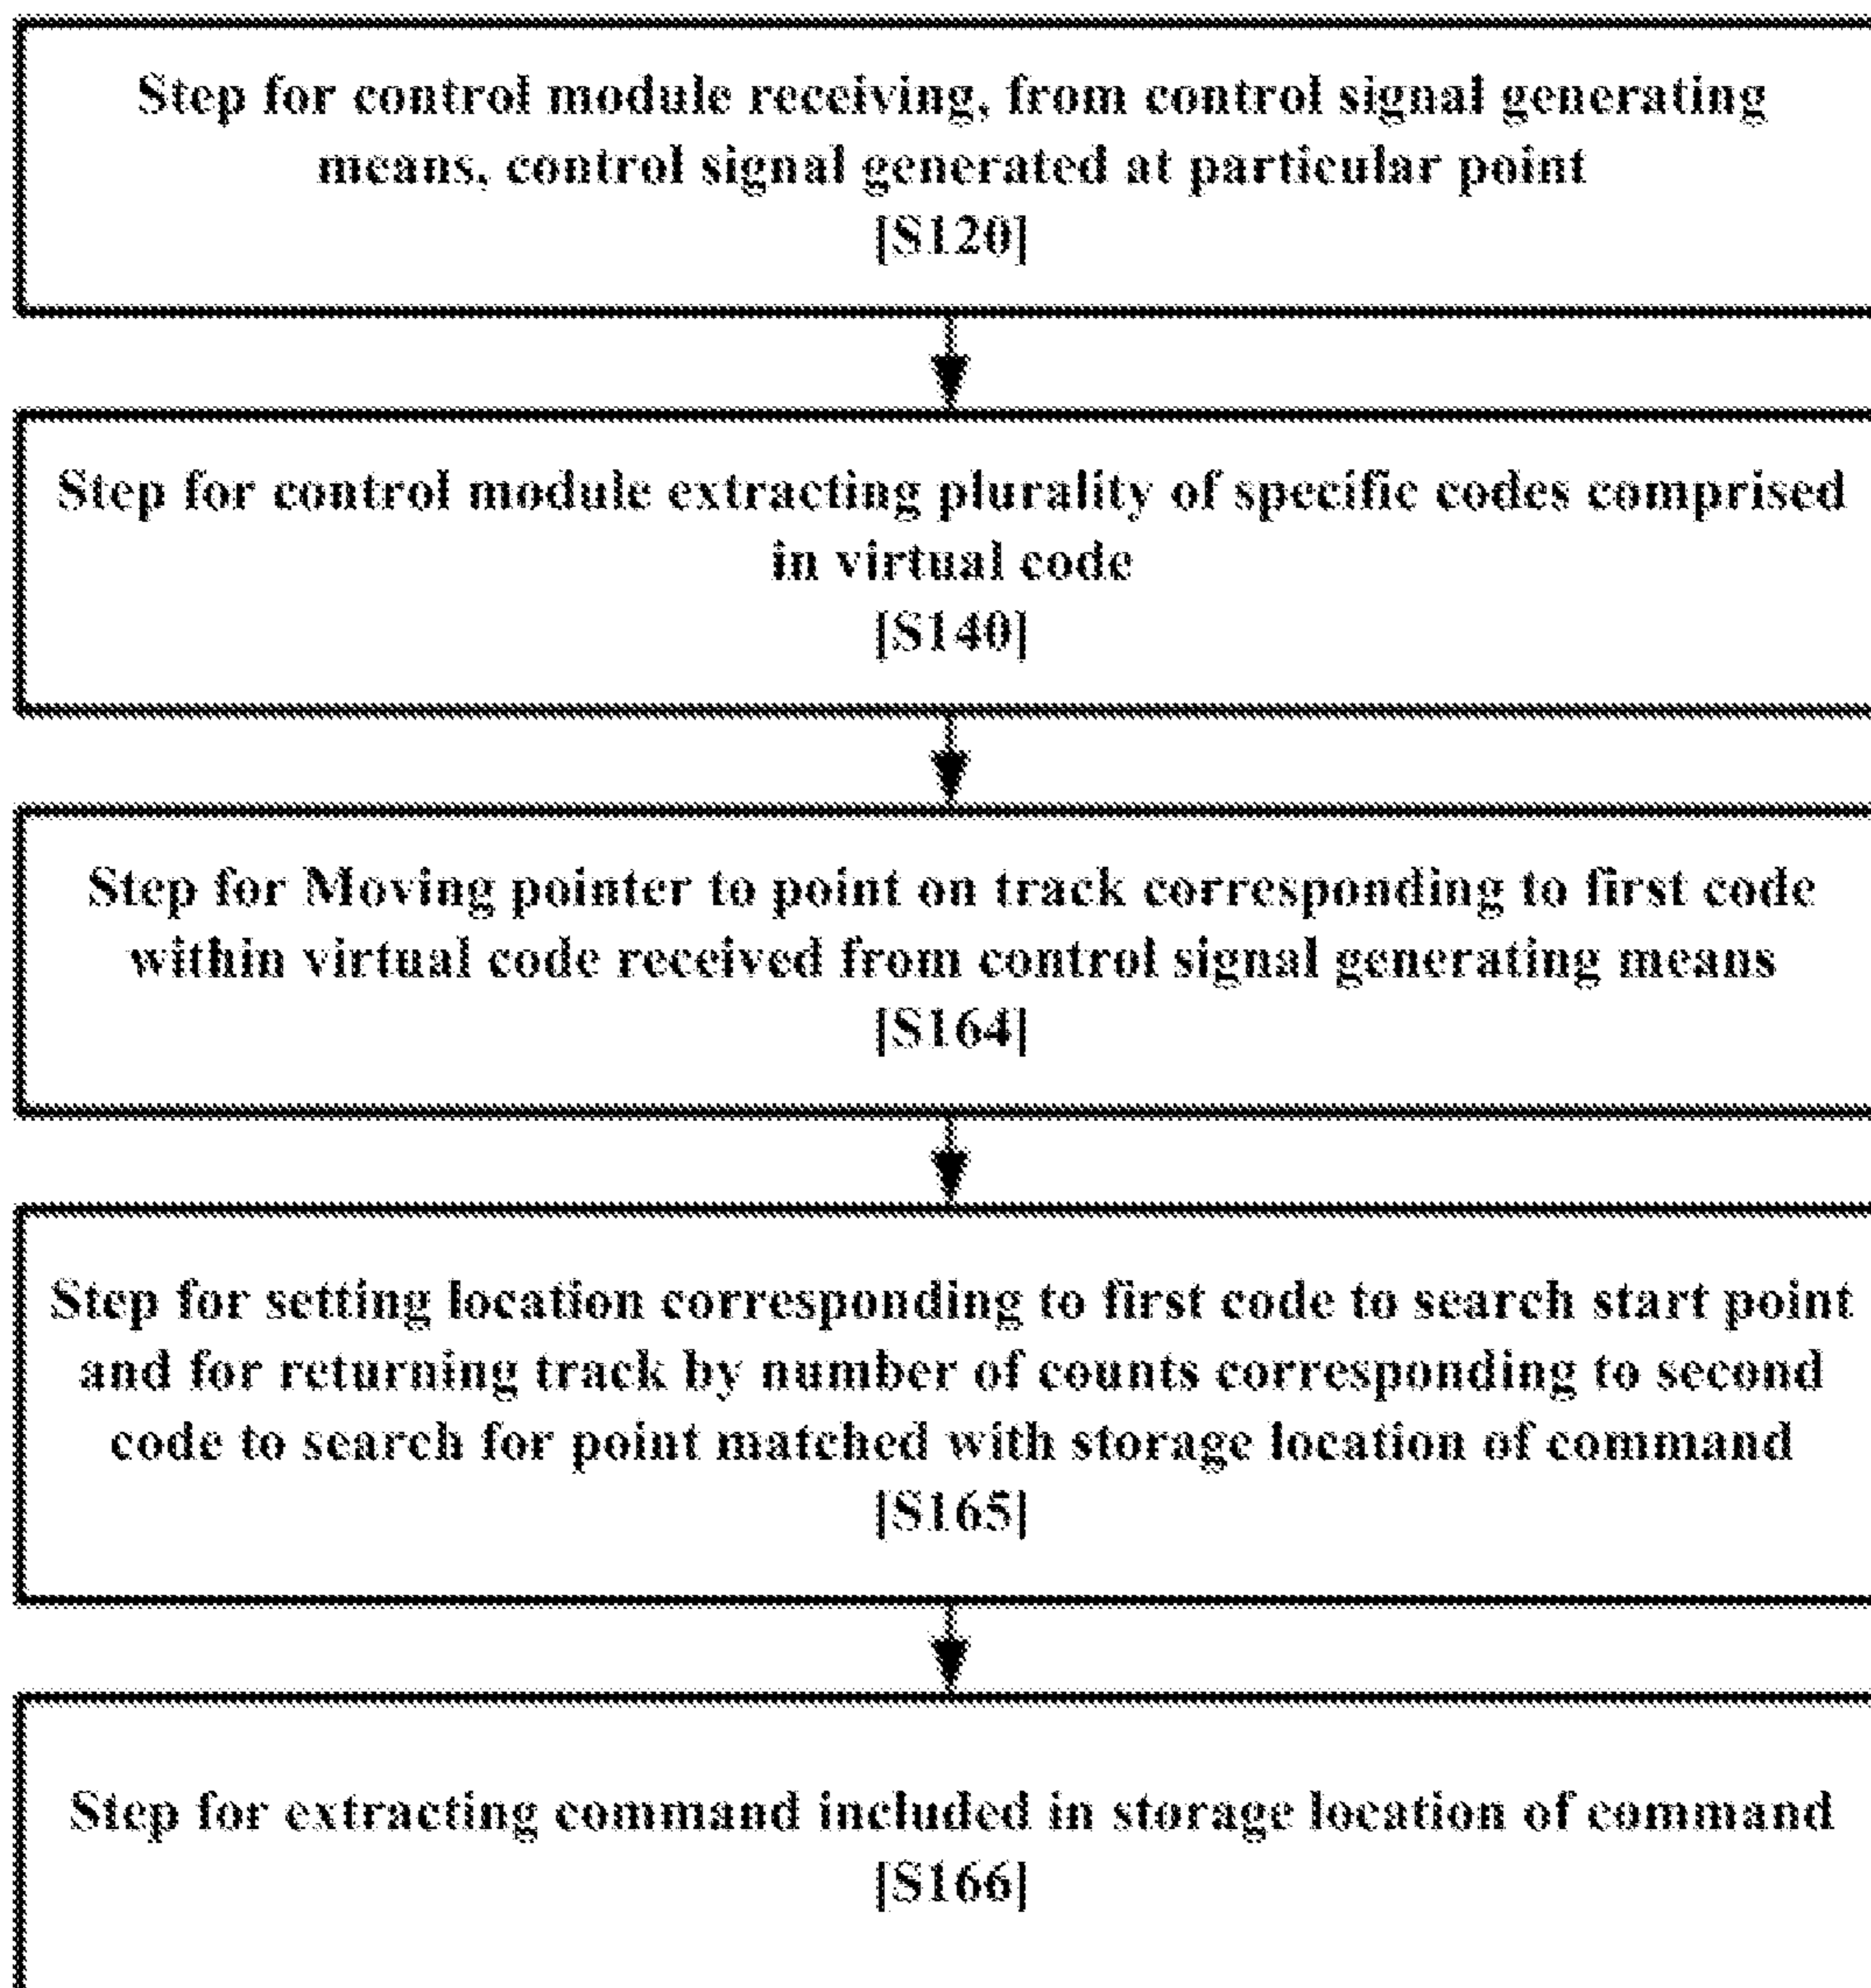 Step for control module receiving, from control signal generating
means, control signal generated at particular point
[S120]
Step for control module extracting plurality of specific codes comprised
in virtual code
[S140]
Step for Moving pointer to point on track corresponding to first code
within virtual code received from control signal generating means
[S164]
Step for setting location corresponding to first code to search start point
and for returning track by number of counts corresponding to second
code to search for point matched with storage location of command
[S165]
Step for extracting command included in storage location of command
[S166]